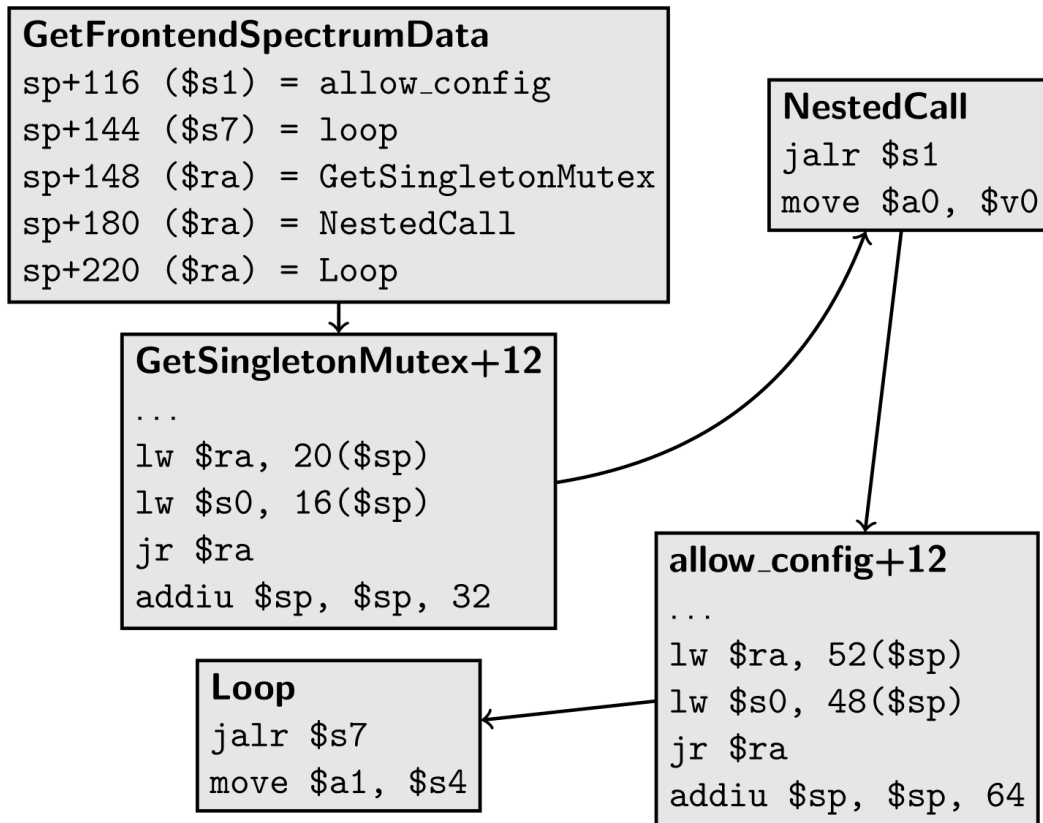 GetFrontendSpectrumData
sp+116 ($s1) = allow_config
sp+144 ($s7) = loop
sp+148 ($ra) = GetSingletonMutex
sp+180 ($ra) = NestedCall
sp+220 ($ra) = Loop
NestedCall
jalr $s1
move $a0, $v0
GetSingletonMutex+12
...
lw $ra, 20($sp)
lw $s0, 16($sp)
jr $ra
addiu $sp, $sp, 32
allow_config+12
...
lw $ra, 52($sp)
lw $s0, 48($sp)
jr $ra
addiu $sp, $sp, 64
Loop
jalr $s7
move $a1, $s4